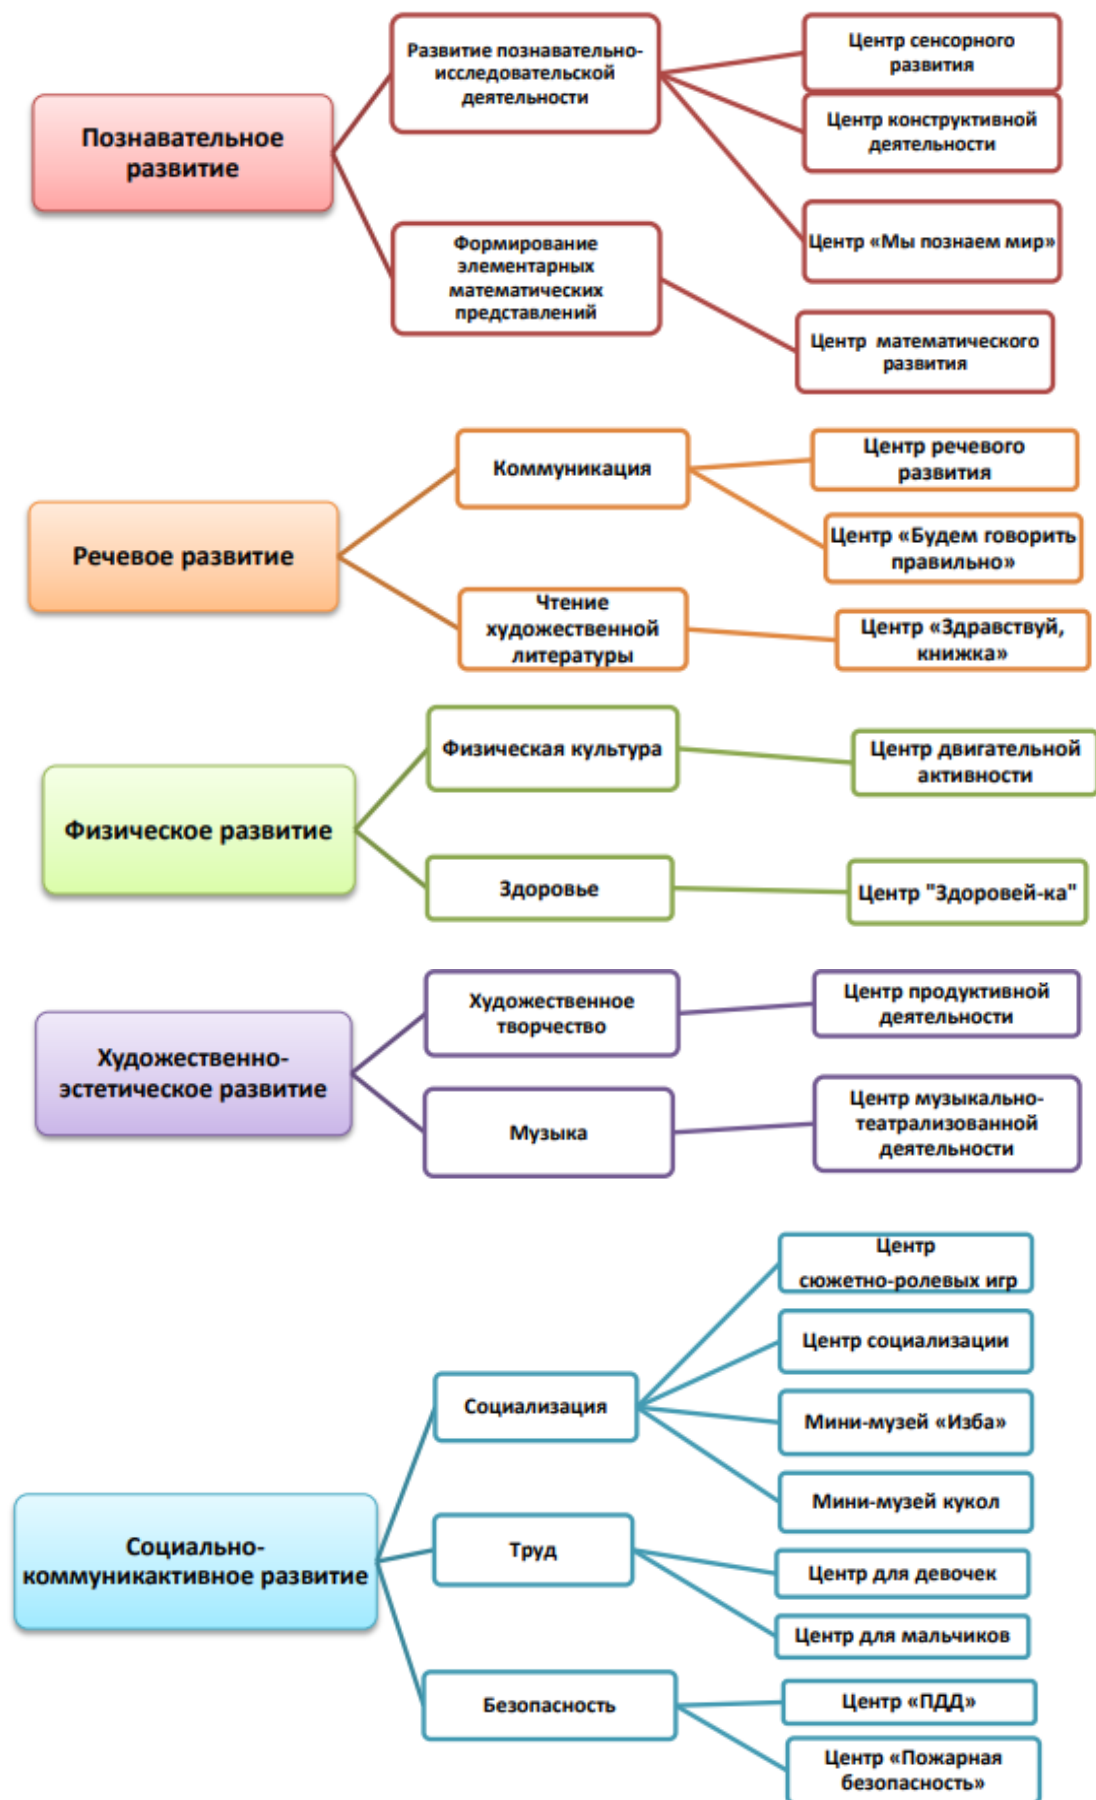 Познавательное
развитие
Развитие познавательно-
исследовательской
деятельности
Центр сенсорного
развития
Центр конструктивной
деятельности
Центр «Мы познаем мир»
Формирование
элементарных
математических
представлений
Центр математического
развития
Речевое развитие
Коммуникация
Центр речевого
развития
Центр «Будем говорить
правильно»
Чтение
художественной
литературы
Центр «Здравствуй,
книжка»
Физическое развитие
Физическая культура
Центр двигательной
активности
Здоровье
Центр "Здоровей-ка"
Художественно-
эстетическое развитие
Художественное
творчество
Центр продуктивной
деятельности
Музыка
Центр музыкально-
театрализованной
деятельности
Социально-
коммуникактивное развитие
Социализация
Центр
сюжетно-ролевых игр
Центр социализации
Мини-музей «Изба»
Мини-музей кукол
Труд
Центр для девочек
Центр для мальчиков
Безопасность
Центр «ПДД»
Центр «Пожарная
безопасность»